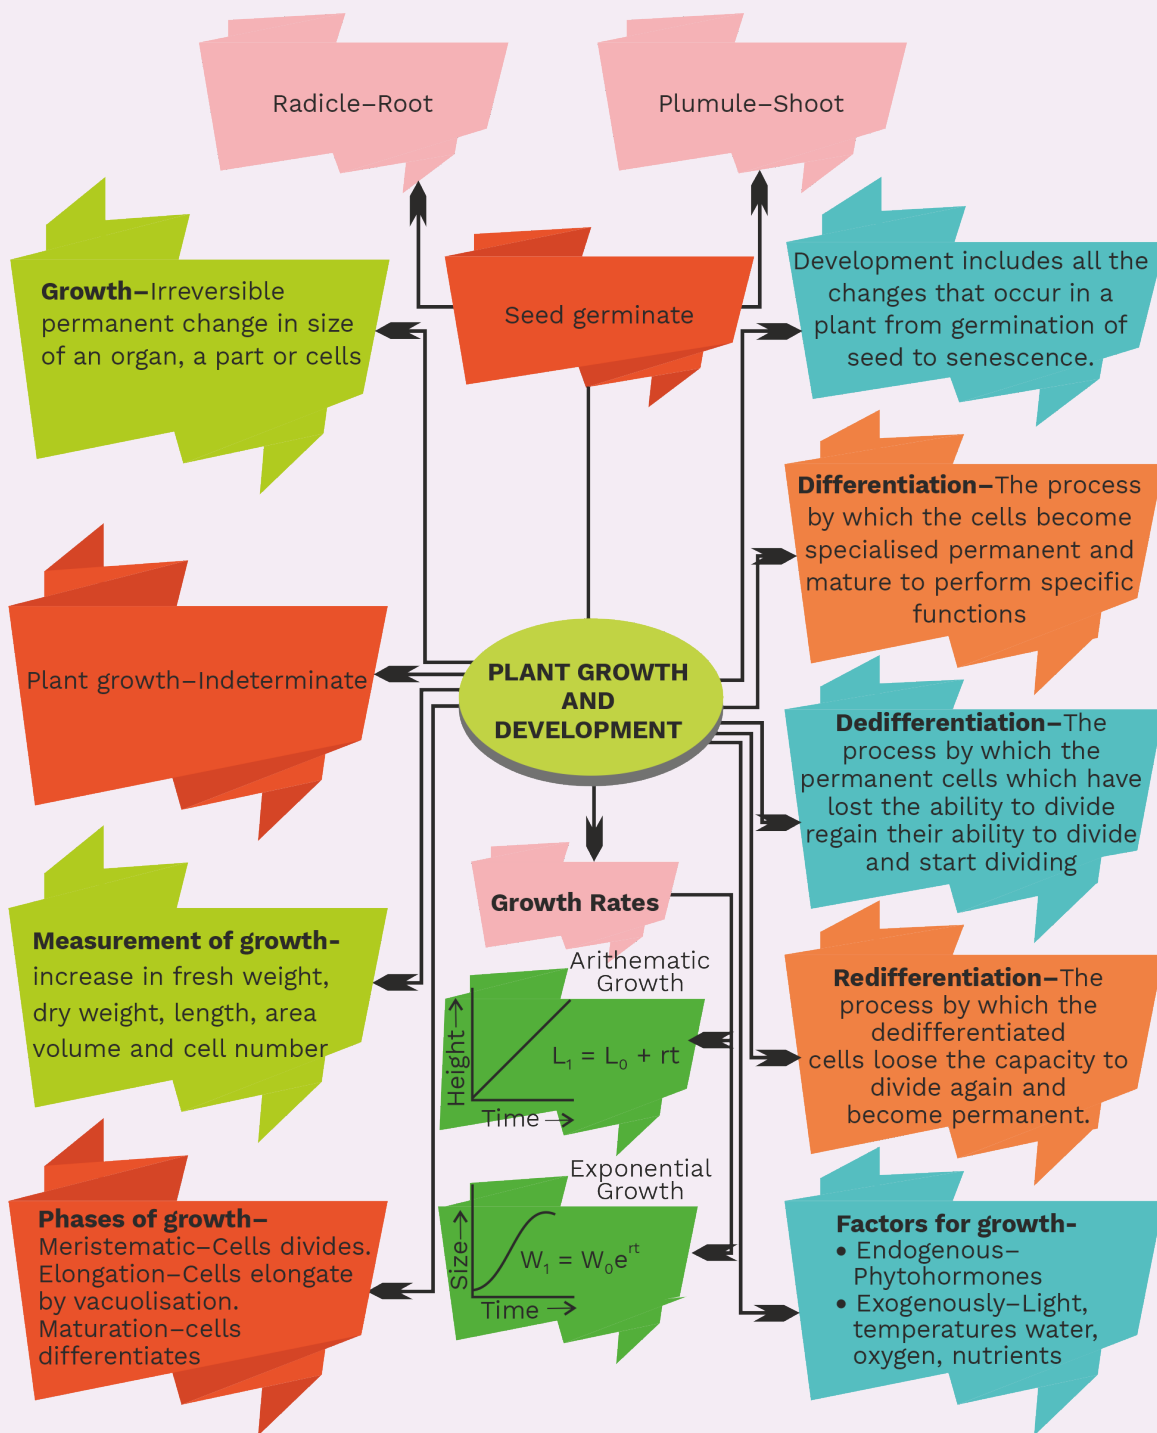 Radicle–Root
Plumule–Shoot
Seed germinate
Growth–Irreversible
permanent change in size
of an organ, a part or cells
Development includes all the
changes that occur in a
plant from germination of
seed to senescence.
Differentiation–The process
by which the cells become
specialised permanent and
mature to perform specific
functions
Plant growth–Indeterminate
PLANT GROWTH
AND
DEVELOPMENT
Dedifferentiation–The
process by which the
permanent cells which have
lost the ability to divide
regain their ability to divide
and start dividing
Measurement of growth-
increase in fresh weight,
dry weight, length, area
volume and cell number
Growth Rates
Arithematic
Growth
Height→
L₁ = L₀ + rt
Time→
Exponential
Growth
Size→
W₁ = W₀eʳᵗ
Time→
Redifferentiation–The
process by which the
dedifferentiated
cells loose the capacity to
divide again and
become permanent.
Phases of growth–
Meristematic–Cells divides.
Elongation–Cells elongate
by vacuolisation.
Maturation–cells
differentiates
Factors for growth-
• Endogenous–
Phytohormones
• Exogenously–Light,
temperatures water,
oxygen, nutrients